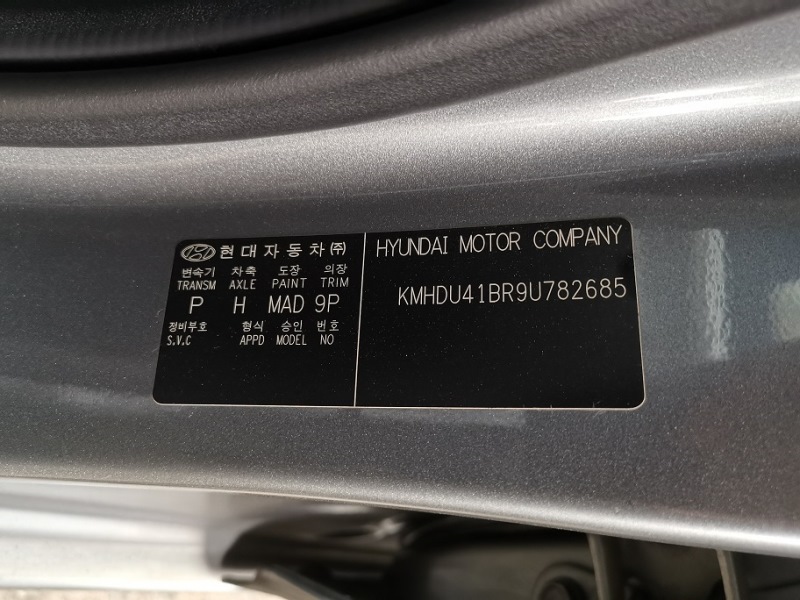 현대자동차(주)
변속기 차축 도장 의장
TRANSM AXLE PAINT TRIM
P H MAD 9P
정비부호 형식 승인 번호
S.V.C APPD MODEL NO
HYUNDAI MOTOR COMPANY
KMHDU41BR9U782685